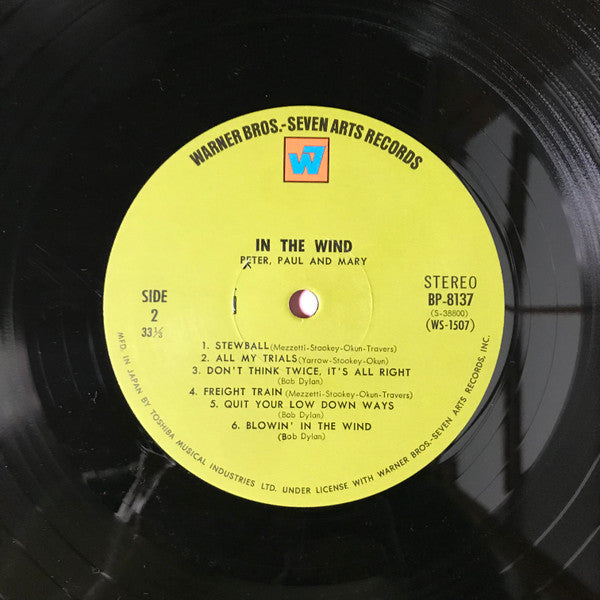 WARNER BROS.-SEVEN ARTS RECORDS
W7
IN THE WIND
PETER, PAUL AND MARY
SIDE
2
33⅓
STEREO
BP-8137
(S-38800)
(WS-1507)
1. STEWBALL (Mezzetti-Stookey-Okun-Travers)
2. ALL MY TRIALS (Yarrow-Stookey-Okun)
3. DON'T THINK TWICE, IT'S ALL RIGHT
(Bob Dylan)
4. FREIGHT TRAIN (Mezzetti-Stookey-Okun-Travers)
5. QUIT YOUR LOW DOWN WAYS
(Bob Dylan)
6. BLOWIN' IN THE WIND
(Bob Dylan)
MFD. IN JAPAN BY TOSHIBA MUSICAL INDUSTRIES LTD. UNDER LICENSE WITH WARNER BROS.-SEVEN ARTS RECORDS, INC.